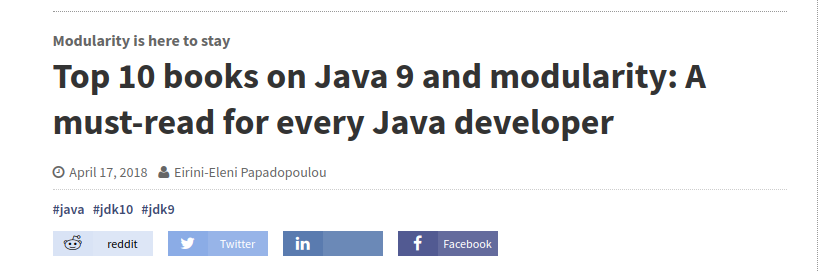 Modularity is here to stay
Top 10 books on Java 9 and modularity: A
must-read for every Java developer
April 17, 2018 Eirini-Eleni Papadopoulou
#java #jdk10 #jdk9
reddit Twitter in f Facebook